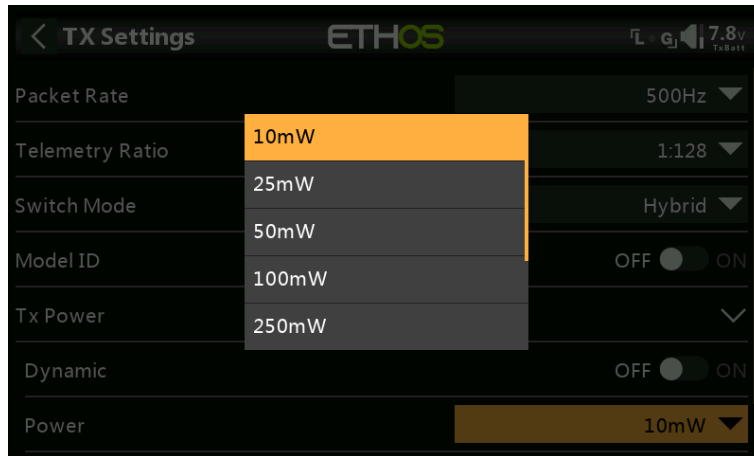 TX Settings ETHOS L G 7.8V
TxBatt
Packet Rate 500Hz
Telemetry Ratio 1:128
Switch Mode Hybrid
Model ID OFF ON
Tx Power
Dynamic OFF ON
Power 10mW
10mW
25mW
50mW
100mW
250mW